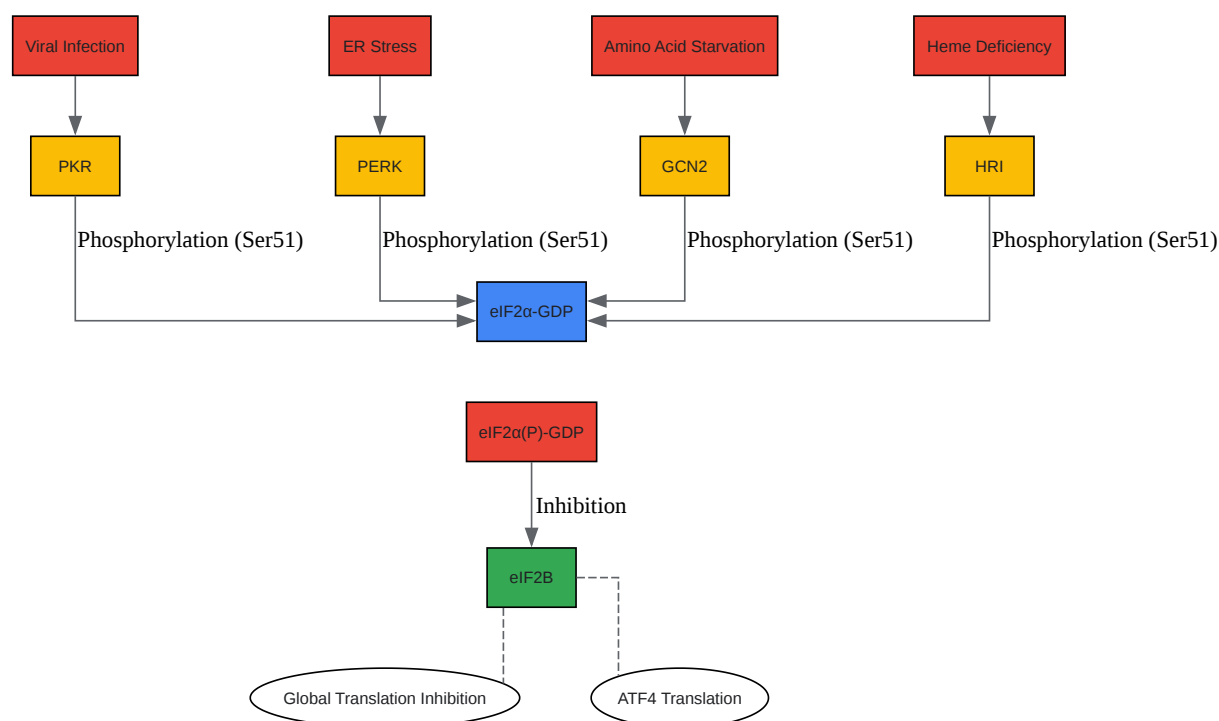 Viral Infection
ER Stress
Amino Acid Starvation
Heme Deficiency
PKR
PERK
GCN2
HRI
Phosphorylation (Ser51)
Phosphorylation (Ser51)
Phosphorylation (Ser51)
Phosphorylation (Ser51)
eIF2α-GDP
eIF2α(P)-GDP
Inhibition
eIF2B
Global Translation Inhibition
ATF4 Translation